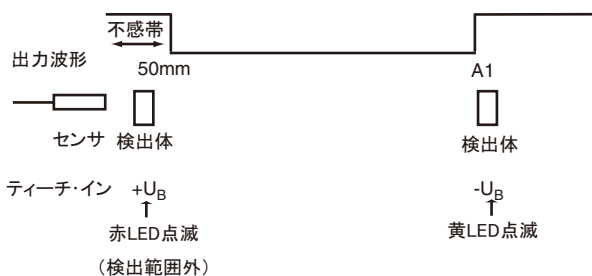 不感帯
出力波形
50mm
A1
センサ 検出体
検出体
ティーチ・イン +UB
-UB
赤LED点滅
黄LED点滅
(検出範囲外)